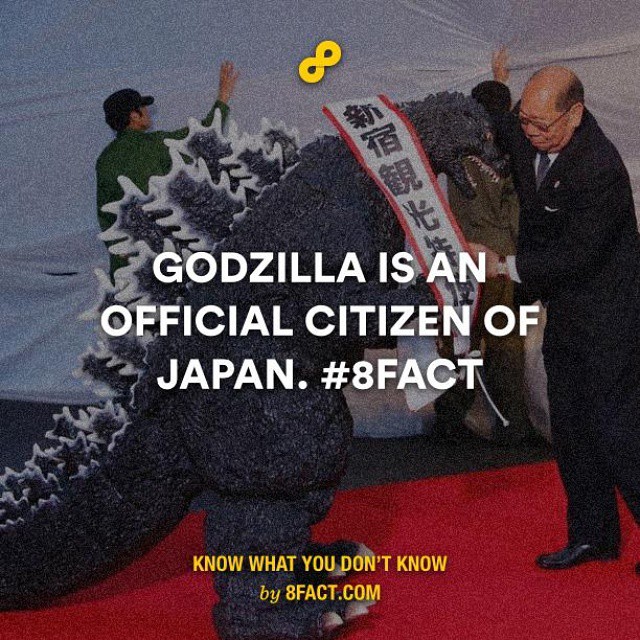 新宿観光
GODZILLA IS AN
OFFICIAL CITIZEN OF
JAPAN. #8FACT
KNOW WHAT YOU DON'T KNOW
by 8FACT.COM